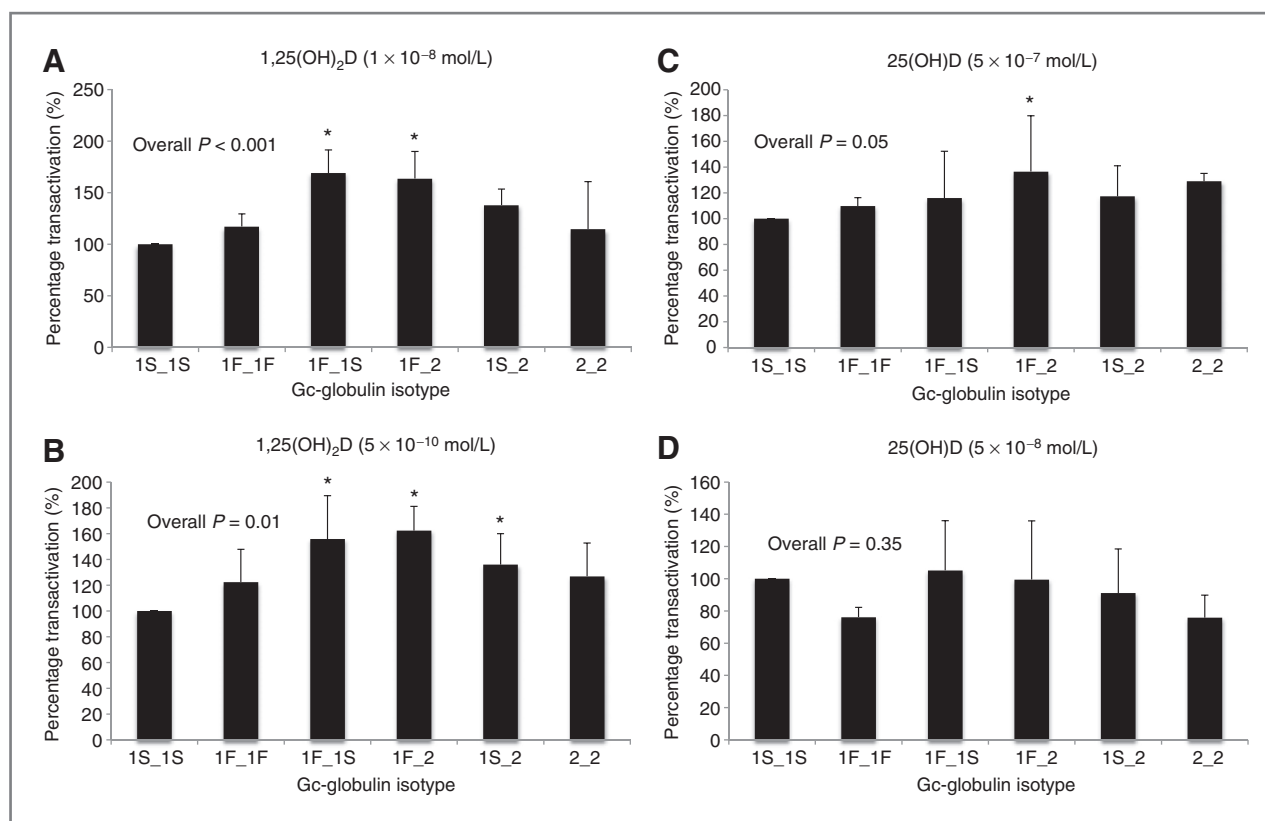 A
1,25(OH)₂D (1 × 10⁻⁸ mol/L)
Percentage transactivation (%)
250
200
150
100
50
0
Overall P < 0.001
*
*
1S_1S 1F_1F 1F_1S 1F_2 1S_2 2_2
Gc-globulin isotype
B
1,25(OH)₂D (5 × 10⁻¹⁰ mol/L)
Percentage transactivation (%)
200
180
160
140
120
100
80
60
40
20
0
Overall P = 0.01
*
*
*
1S_1S 1F_1F 1F_1S 1F_2 1S_2 2_2
Gc-globulin isotype
C
25(OH)D (5 × 10⁻⁷ mol/L)
Percentage transactivation (%)
200
180
160
140
120
100
80
60
40
20
0
Overall P = 0.05
*
1S_1S 1F_1F 1F_1S 1F_2 1S_2 2_2
Gc-globulin isotype
D
25(OH)D (5 × 10⁻⁸ mol/L)
Percentage transactivation (%)
160
140
120
100
80
60
40
20
0
Overall P = 0.35
1S_1S 1F_1F 1F_1S 1F_2 1S_2 2_2
Gc-globulin isotype